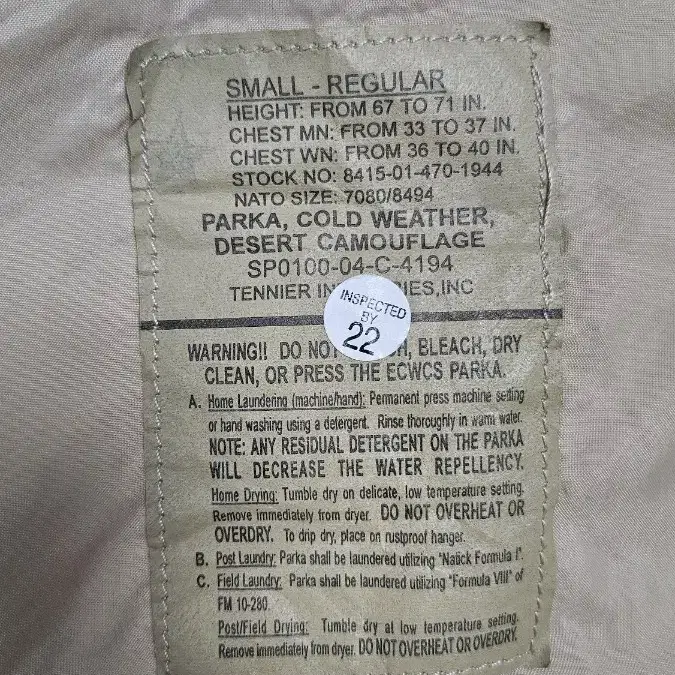 SMALL - REGULAR
HEIGHT: FROM 67 TO 71 IN.
CHEST MN: FROM 33 TO 37 IN.
CHEST WN: FROM 36 TO 40 IN.
STOCK NO: 8415-01-470-1944
NATO SIZE: 7080/8494
PARKA, COLD WEATHER,
DESERT CAMOUFLAGE
SP0100-04-C-4194
TENNIER IN IES,INC
INSPECTED
BY
22
WARNING!! DO NOT H, BLEACH, DRY
CLEAN, OR PRESS THE ECWCS PARKA.
A. Home Laundering (machine/hand): Permanent press machine setting
or hand washing using a detergent. Rinse thoroughly in warm water.
NOTE: ANY RESIDUAL DETERGENT ON THE PARKA
WILL DECREASE THE WATER REPELLENCY.
Home Drying: Tumble dry on delicate, low temperature setting.
Remove immediately from dryer. DO NOT OVERHEAT OR
OVERDRY. To drip dry, place on rustproof hanger.
B. Post Laundry: Parka shall be laundered utilizing "Natick Formula I".
C. Field Laundry: Parka shall be laundered utilizing "Formula VIII" of
FM 10-280.
Post/Field Drying: Tumble dry at low temperature setting.
Remove immediately from dryer. DO NOT OVERHEAT OR OVERDRY.